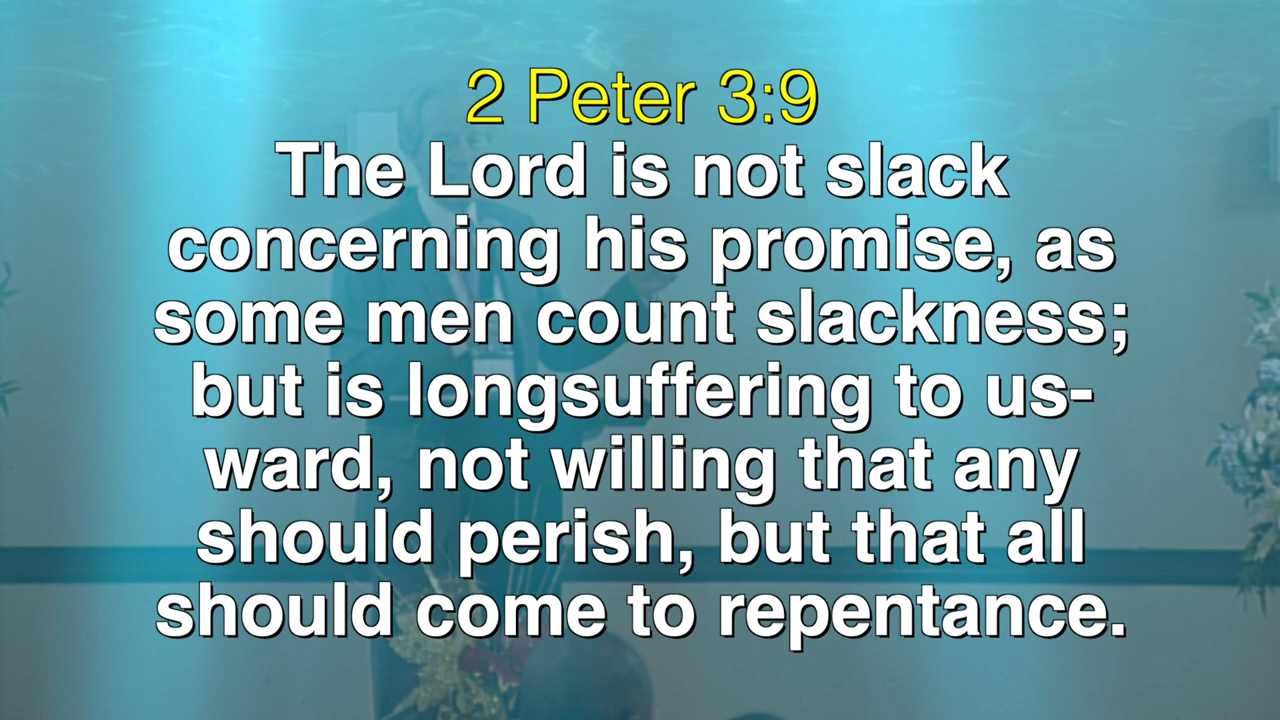 2 Peter 3:9
The Lord is not slack
concerning his promise, as
some men count slackness;
but is longsuffering to us-
ward, not willing that any
should perish, but that all
should come to repentance.